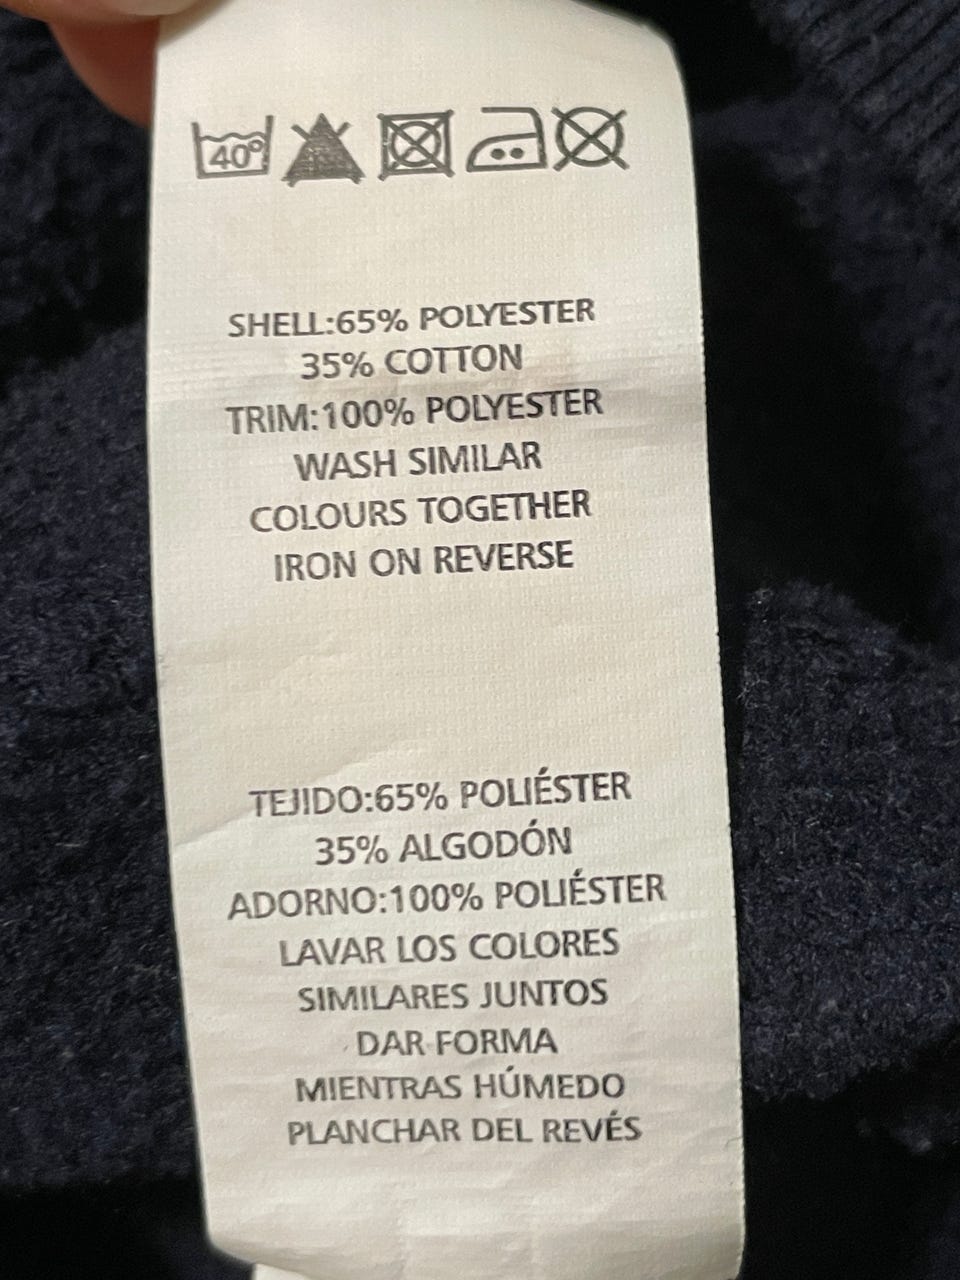 40°
SHELL:65% POLYESTER
35% COTTON
TRIM:100% POLYESTER
WASH SIMILAR
COLOURS TOGETHER
IRON ON REVERSE
TEJIDO:65% POLIÉSTER
35% ALGODÓN
ADORNO:100% POLIÉSTER
LAVAR LOS COLORES
SIMILARES JUNTOS
DAR FORMA
MIENTRAS HÚMEDO
PLANCHAR DEL REVÉS